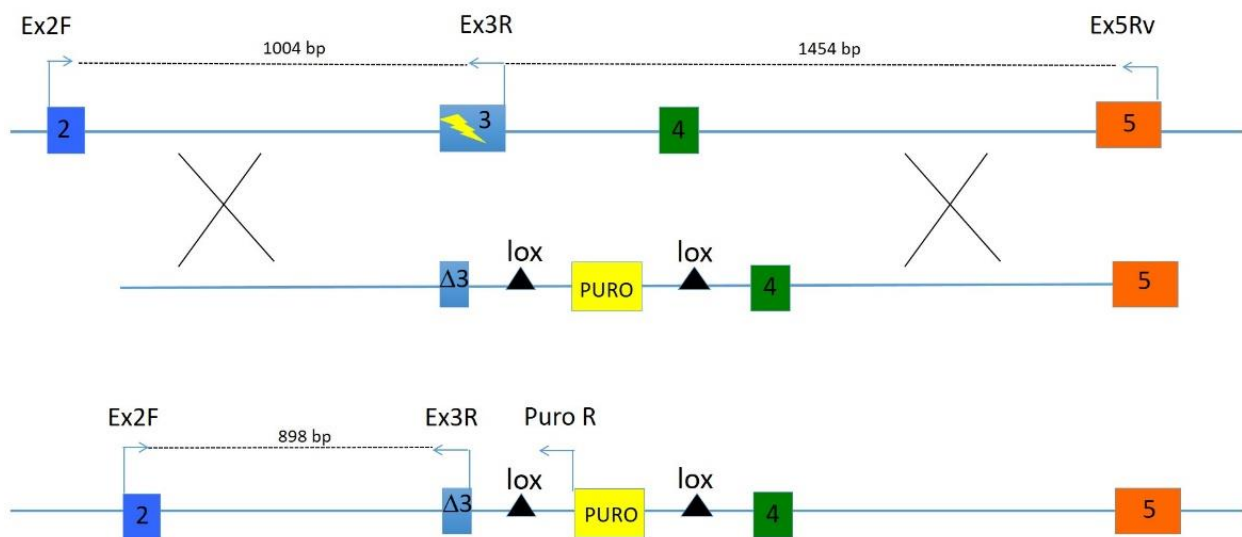 Ex2F 1004 bp Ex3R 1454 bp Ex5Rv
2 3 4 5
lox lox
Δ3 PURO 4 5
Ex2F 898 bp Ex3R Puro R
lox lox
2 Δ3 PURO 4 5